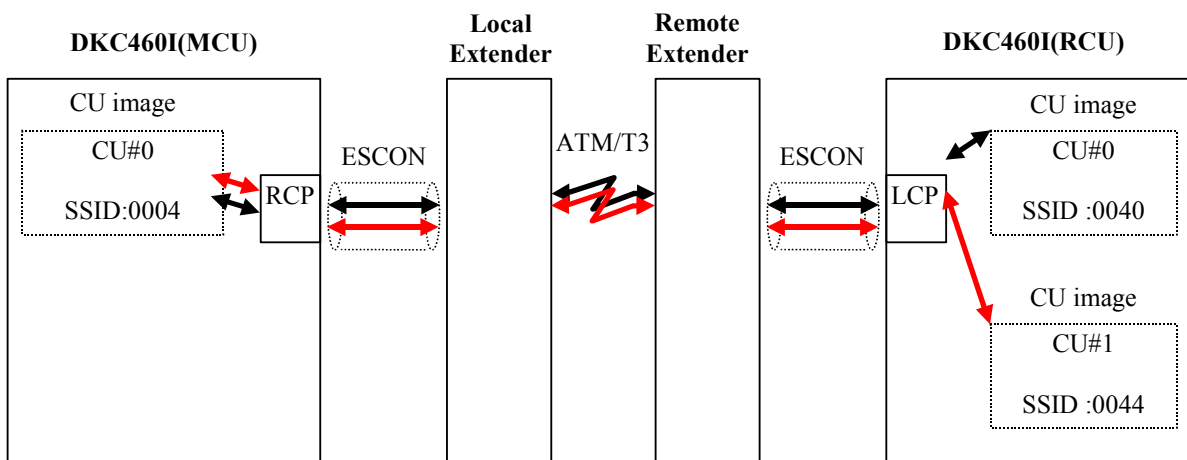 DKC460I(MCU)
Local
Extender
Remote
Extender
DKC460I(RCU)
CU image
CU#0
SSID:0004
RCP
ESCON
ATM/T3
ESCON
LCP
CU image
CU#0
SSID :0040
CU image
CU#1
SSID :0044